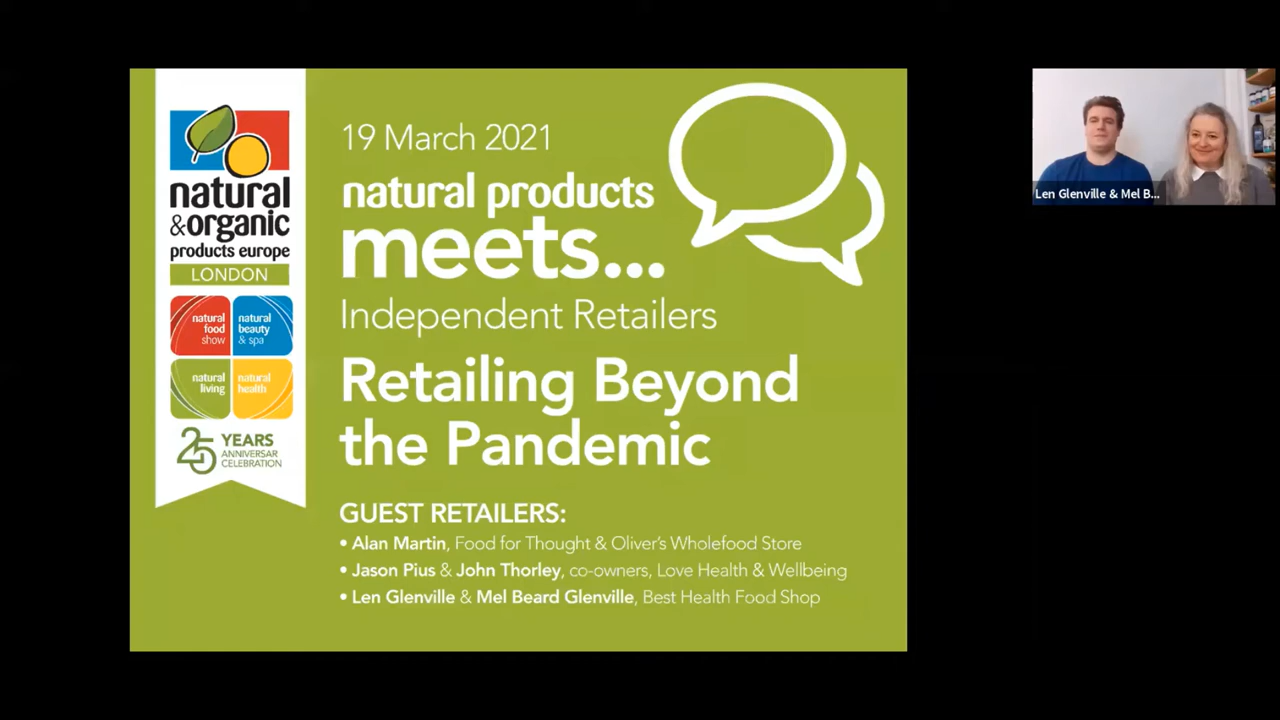 natural
&organic
products europe
LONDON
natural
food
show
natural
beauty
& spa
natural
living
natural
health
25 YEARS
ANNIVERSAR
CELEBRATION
19 March 2021
natural products
meets...
Independent Retailers
Retailing Beyond
the Pandemic
GUEST RETAILERS:
• Alan Martin, Food for Thought & Oliver's Wholefood Store
• Jason Pius & John Thorley, co-owners, Love Health & Wellbeing
• Len Glenville & Mel Beard Glenville, Best Health Food Shop
Len Glenville & Mel B...